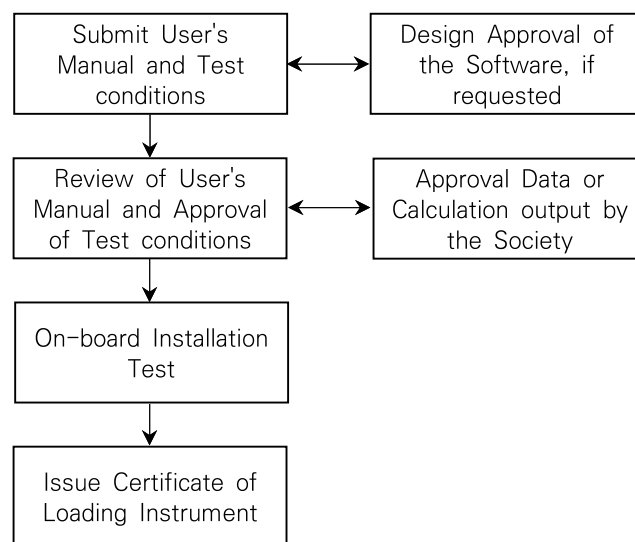 Submit User's
Manual and Test
conditions
Design Approval of
the Software, if
requested
Review of User's
Manual and Approval
of Test conditions
Approval Data or
Calculation output by
the Society
On-board Installation
Test
Issue Certificate of
Loading Instrument